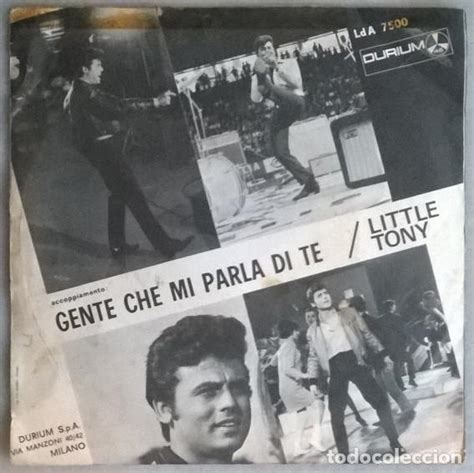 LdA 7500
DURIUM
accoppiamento:
GENTE CHE MI PARLA DI TE / LITTLE
TONY
DURIUM S.p.A.
VIA MANZONI 40/42
MILANO
todocoleccion